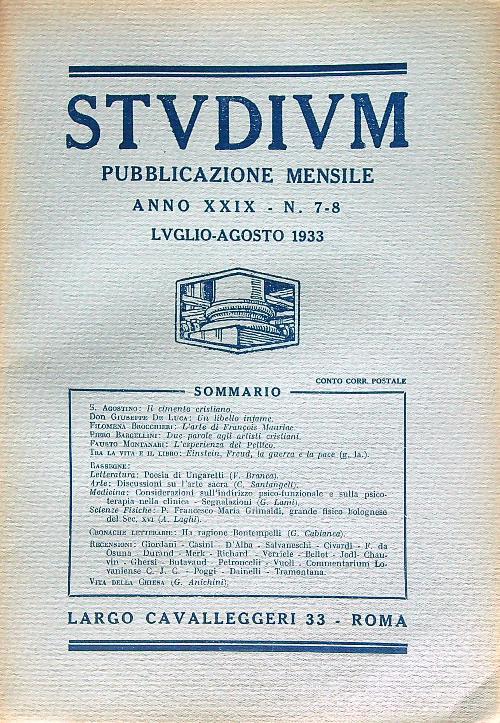 STVDIVM
PUBBLICAZIONE MENSILE
ANNO XXIX - N. 7-8
LVGLIO-AGOSTO 1933
CONTO CORR. POSTALE
SOMMARIO
S. AGOSTINO: Il cimento cristiano.
DON GIUSEPPE DE LUCA: Un libello infame.
FILOMENA BROCCHIERI: L'arte di François Mauriac.
PIERO BARGELLINI: Due parole agli artisti cristiani.
FAUSTO MONTANARI: L'esperienza del Pellico.
TRA LA VITA E IL LIBRO: Einstein, Freud, la guerra e la pace (g. la.).
RASSEGNE:
Letteratura: Poesia di Ungaretti (F. Branca).
Arte: Discussioni su l'arte sacra (C. Santangeli).
Medicina: Considerazioni sull'indirizzo psico-funzionale e sulla psico-
terapia nella clinica - Segnalazioni (G. Lami).
Scienze Fisiche: P. Francesco Maria Grimaldi, grande fisico bolognese
del Sec. XVI (A. Laghi).
CRONACHE LETTERARIE: Ha ragione Bontempelli (G. Cabianca).
RECENSIONI: Giordani - Casini - D'Alba - Salvaneschi - Civardi - F. da
Osuna - Durand - Merk - Richard - Verriele - Bellot - Jodl - Chau-
vin - Ghersi - Butavaud - Petroncelli - Vuoli - Commentarium Lo-
vaniense C. J. C. - Poggi - Dainelli - Tramontana.
VITA DELLA CHIESA (G. Anichini).
LARGO CAVALLEGGERI 33 - ROMA